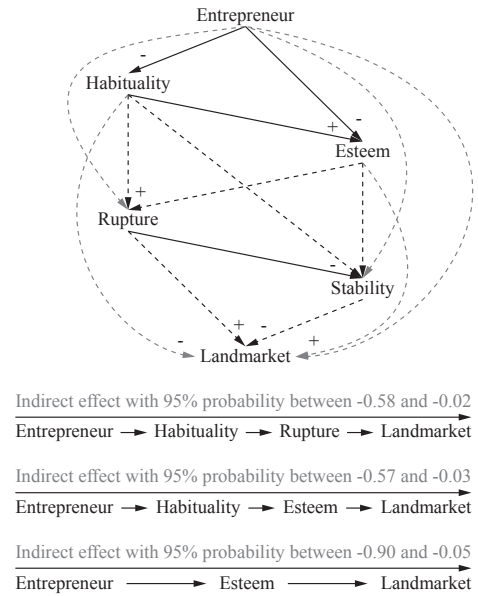 Entrepreneur
-
Habituality
-
+
Esteem
+
Rupture
-
Stability
+ -
- +
Landmarket
Indirect effect with 95% probability between -0.58 and -0.02
Entrepreneur Habituality Rupture Landmarket
Indirect effect with 95% probability between -0.57 and -0.03
Entrepreneur Habituality Esteem Landmarket
Indirect effect with 95% probability between -0.90 and -0.05
Entrepreneur Esteem Landmarket